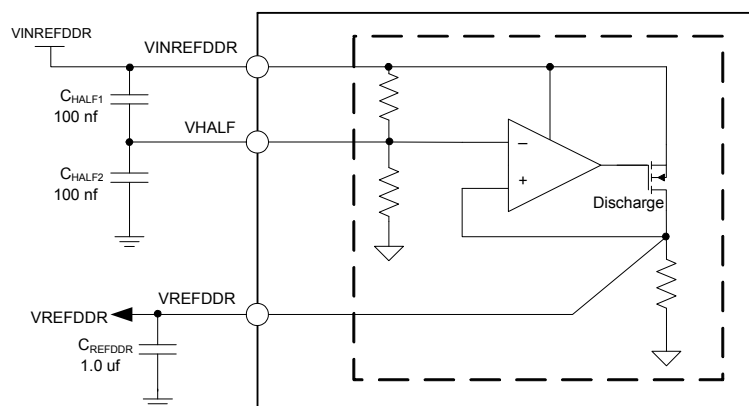 VINREFDDR
VINREFDDR
CHALF1
100 nf
VHALF
CHALF2
100 nf
−
+
Discharge
VREFDDR
VREFDDR
CREFDDR
1.0 uf